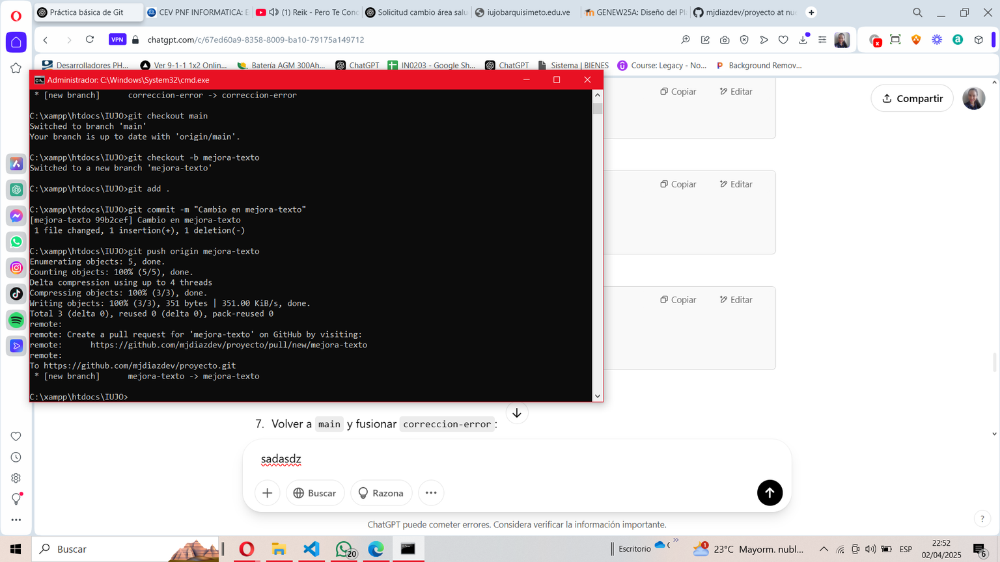 Práctica básica de Git
CEV PNF INFORMATICA: E
(1) Reik - Pero Te Cono
Solicitud cambio área salu
iujobarquisimeto.edu.ve
GENEW25A: Diseño del Pl
mjdiazdev/proyecto at nue
VPN
chatgpt.com/c/67ed60a9-8358-8009-ba10-79175a149712
Desarrolladores PH...
Ver 9-1-1 1x2 Onlin...
Batería AGM 300Ah...
ChatGPT
IN0203 - Google Sh...
ChatGPT
Sistema | BIENES
Course: Legacy - No...
Background Remov...
Administrador: C:\Windows\System32\cmd.exe
* [new branch]      correccion-error -> correccion-error
C:\xampp\htdocs\IUJO>git checkout main
Switched to branch 'main'
Your branch is up to date with 'origin/main'.
C:\xampp\htdocs\IUJO>git checkout -b mejora-texto
Switched to a new branch 'mejora-texto'
C:\xampp\htdocs\IUJO>git add .
C:\xampp\htdocs\IUJO>git commit -m "Cambio en mejora-texto"
[mejora-texto 99b2cef] Cambio en mejora-texto
1 file changed, 1 insertion(+), 1 deletion(-)
C:\xampp\htdocs\IUJO>git push origin mejora-texto
Enumerating objects: 5, done.
Counting objects: 100% (5/5), done.
Delta compression using up to 4 threads
Compressing objects: 100% (3/3), done.
Writing objects: 100% (3/3), 351 bytes | 351.00 KiB/s, done.
Total 3 (delta 0), reused 0 (delta 0), pack-reused 0
remote:
remote: Create a pull request for 'mejora-texto' on GitHub by visiting:
remote:      https://github.com/mjdiazdev/proyecto/pull/new/mejora-texto
remote:
To https://github.com/mjdiazdev/proyecto.git
* [new branch]      mejora-texto -> mejora-texto
C:\xampp\htdocs\IUJO>
Copiar
Editar
Compartir
Copiar
Editar
Copiar
Editar
7. Volver a main y fusionar correccion-error:
sadasdz
Buscar
Razona
ChatGPT puede cometer errores. Considera verificar la información importante.
?
Buscar
20
Escritorio
1
23°C Mayorm. nubl...
ESP
22:52
02/04/2025
6